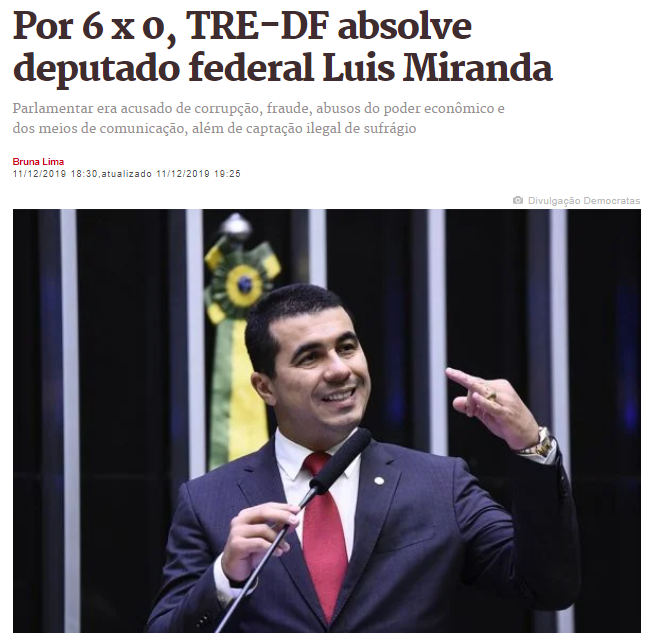 Por 6 x 0, TRE-DF absolve
deputado federal Luis Miranda
Parlamentar era acusado de corrupção, fraude, abusos do poder econômico e
dos meios de comunicação, além de captação ilegal de sufrágio
Bruna Lima
11/12/2019 18:30,atualizado 11/12/2019 19:25
Divulgação Democratas